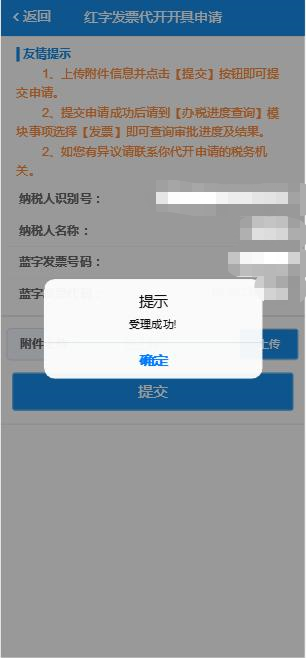 返回
红字发票代开开具申请
友情提示
1、上传附件信息并点击【提交】按钮即可提
交申请。
2、提交申请成功后请到【办税进度查询】模
块事项选择【发票】即可查询审批进度及结果。
2、如您有异议请联系你代开申请的税务机
关。
纳税人识别号：
纳税人名称：
蓝字发票号码：
蓝字发票代码：
提示
受理成功!
确定
附件
上传
提交